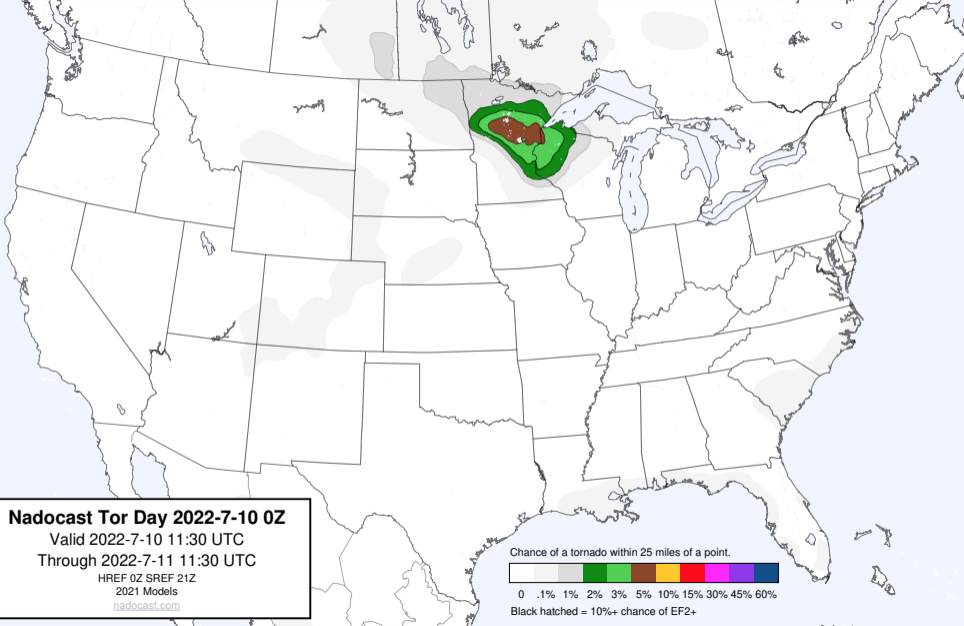 Nadocast Tor Day 2022-7-10 0Z
Valid 2022-7-10 11:30 UTC
Through 2022-7-11 11:30 UTC
HREF 0Z SREF 21Z
2021 Models
nadocast.com
Chance of a tornado within 25 miles of a point.
0 .1% 1% 2% 3% 5% 10% 15% 30% 45% 60%
Black hatched = 10%+ chance of EF2+